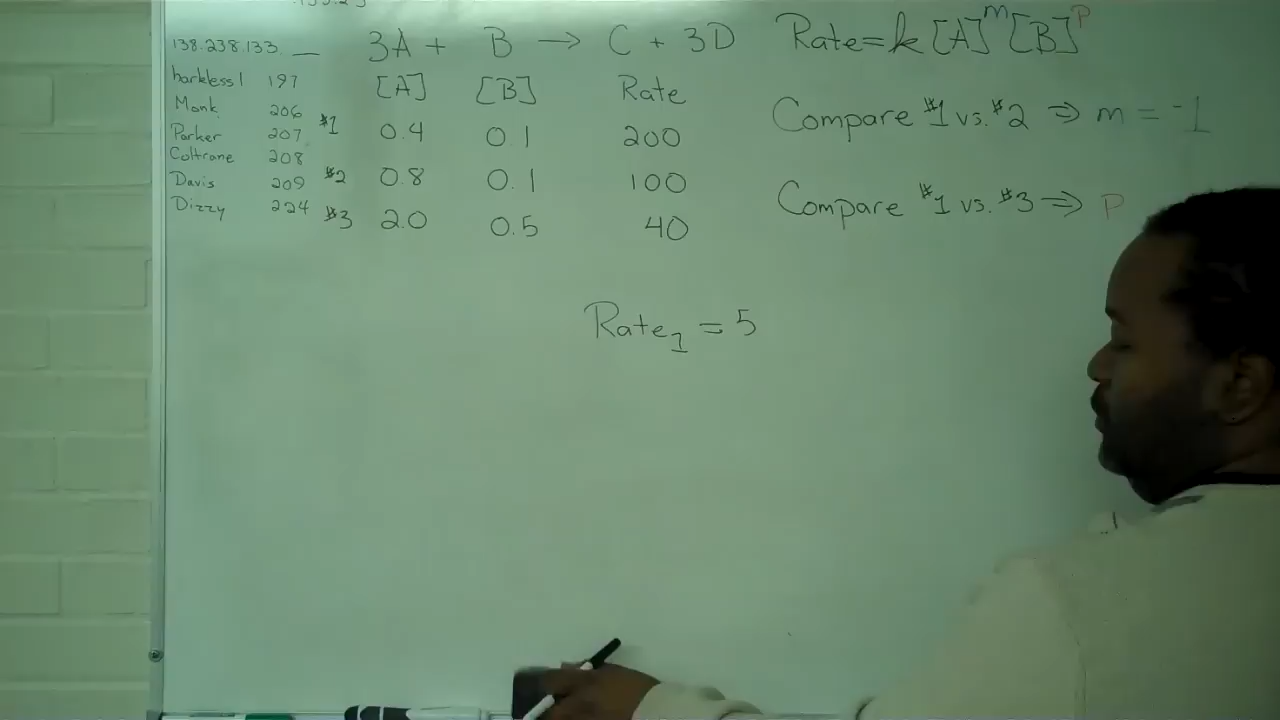 138.238.133. __
3A + B → C + 3D
Rate = k [A]^m [B]^p
harkless1 197
Monk 206
Parker 207
Coltrane 208
Davis 209
Dizzy 224
[A] [B] Rate
#1 0.4 0.1 200
#2 0.8 0.1 100
#3 2.0 0.5 40
Compare #1 vs. #2 ⇒ m = -1
Compare #1 vs. #3 ⇒ P
Rate₁ = 5